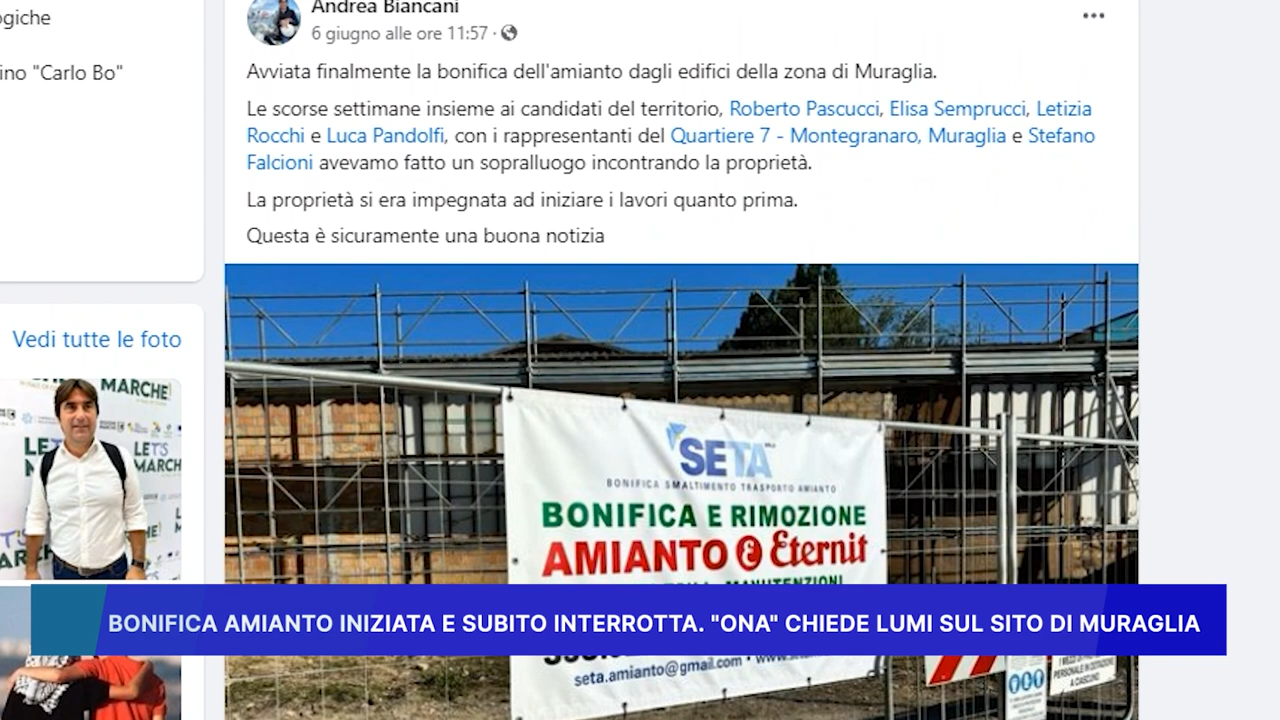 ogiche
ino "Carlo Bo"
Vedi tutte le foto
MARCHE!
LET'S
MARCH
Andrea Biancani
6 giugno alle ore 11:57 ·
Avviata finalmente la bonifica dell'amianto dagli edifici della zona di Muraglia.
Le scorse settimane insieme ai candidati del territorio, Roberto Pascucci, Elisa Semprucci, Letizia
Rocchi e Luca Pandolfi, con i rappresentanti del Quartiere 7 - Montegranaro, Muraglia e Stefano
Falcioni avevamo fatto un sopralluogo incontrando la proprietà.
La proprietà si era impegnata ad iniziare i lavori quanto prima.
Questa è sicuramente una buona notizia
SETA
BONIFICA SMALTIMENTO TRASPORTO AMIANTO
BONIFICA E RIMOZIONE
AMIANTO & Eternit
MANUTENZIONI
BONIFICA AMIANTO INIZIATA E SUBITO INTERROTTA. "ONA" CHIEDE LUMI SUL SITO DI MURAGLIA
seta.amianto@gmail.com • www.